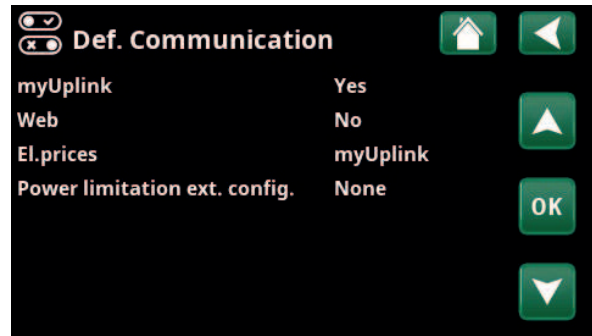 Def. Communication
myUplink Yes
Web No
El.prices myUplink
Power limitation ext. config. None
OK